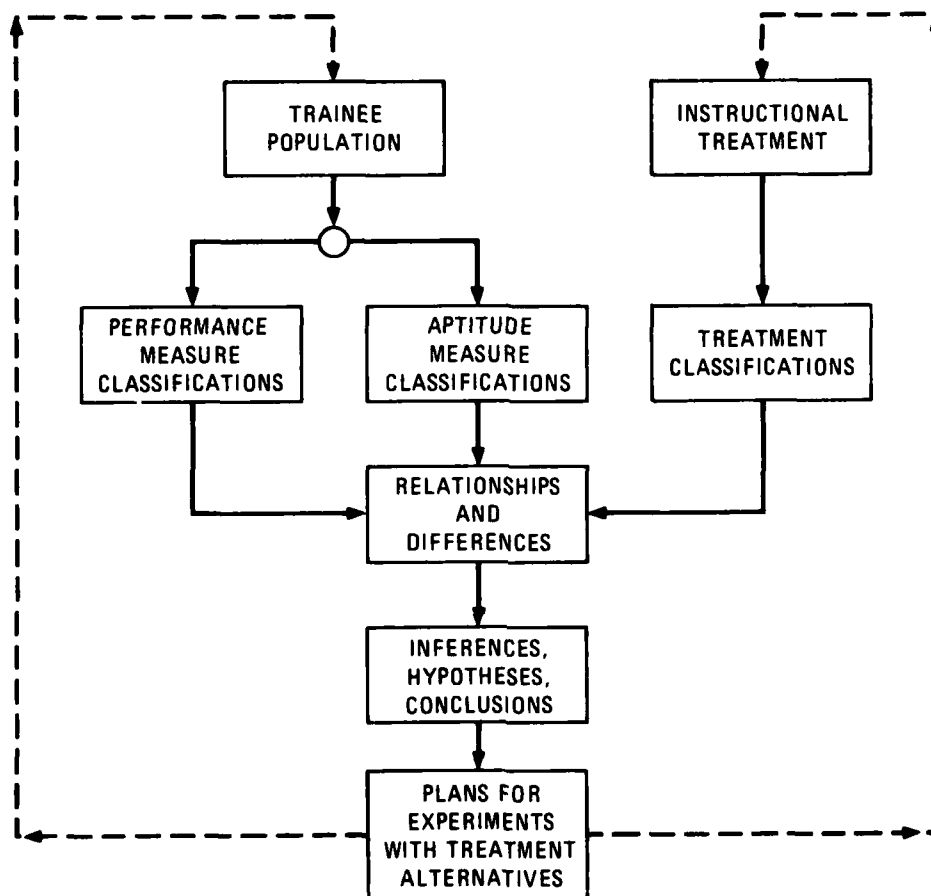 TRAINEE
POPULATION
INSTRUCTIONAL
TREATMENT
PERFORMANCE
MEASURE
CLASSIFICATIONS
APTITUDE
MEASURE
CLASSIFICATIONS
TREATMENT
CLASSIFICATIONS
RELATIONSHIPS
AND
DIFFERENCES
INFERENCES,
HYPOTHESES,
CONCLUSIONS
PLANS FOR
EXPERIMENTS
WITH TREATMENT
ALTERNATIVES